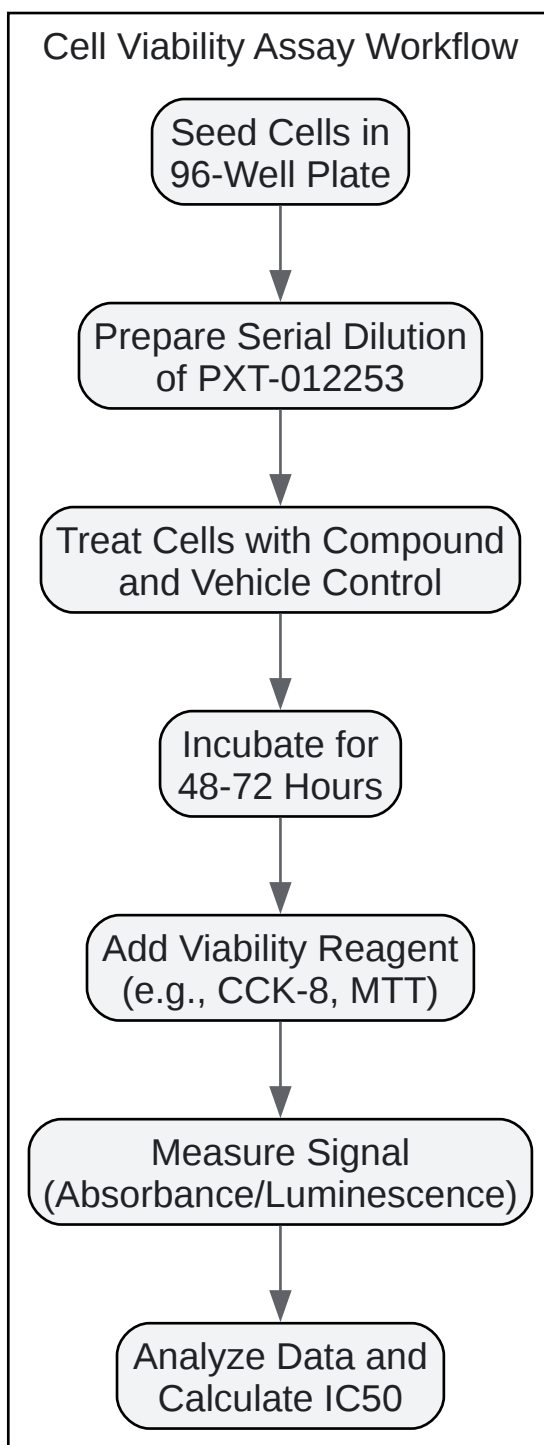 Cell Viability Assay Workflow
Seed Cells in
96-Well Plate
Prepare Serial Dilution
of PXT-012253
Treat Cells with Compound
and Vehicle Control
Incubate for
48-72 Hours
Add Viability Reagent
(e.g., CCK-8, MTT)
Measure Signal
(Absorbance/Luminescence)
Analyze Data and
Calculate IC50